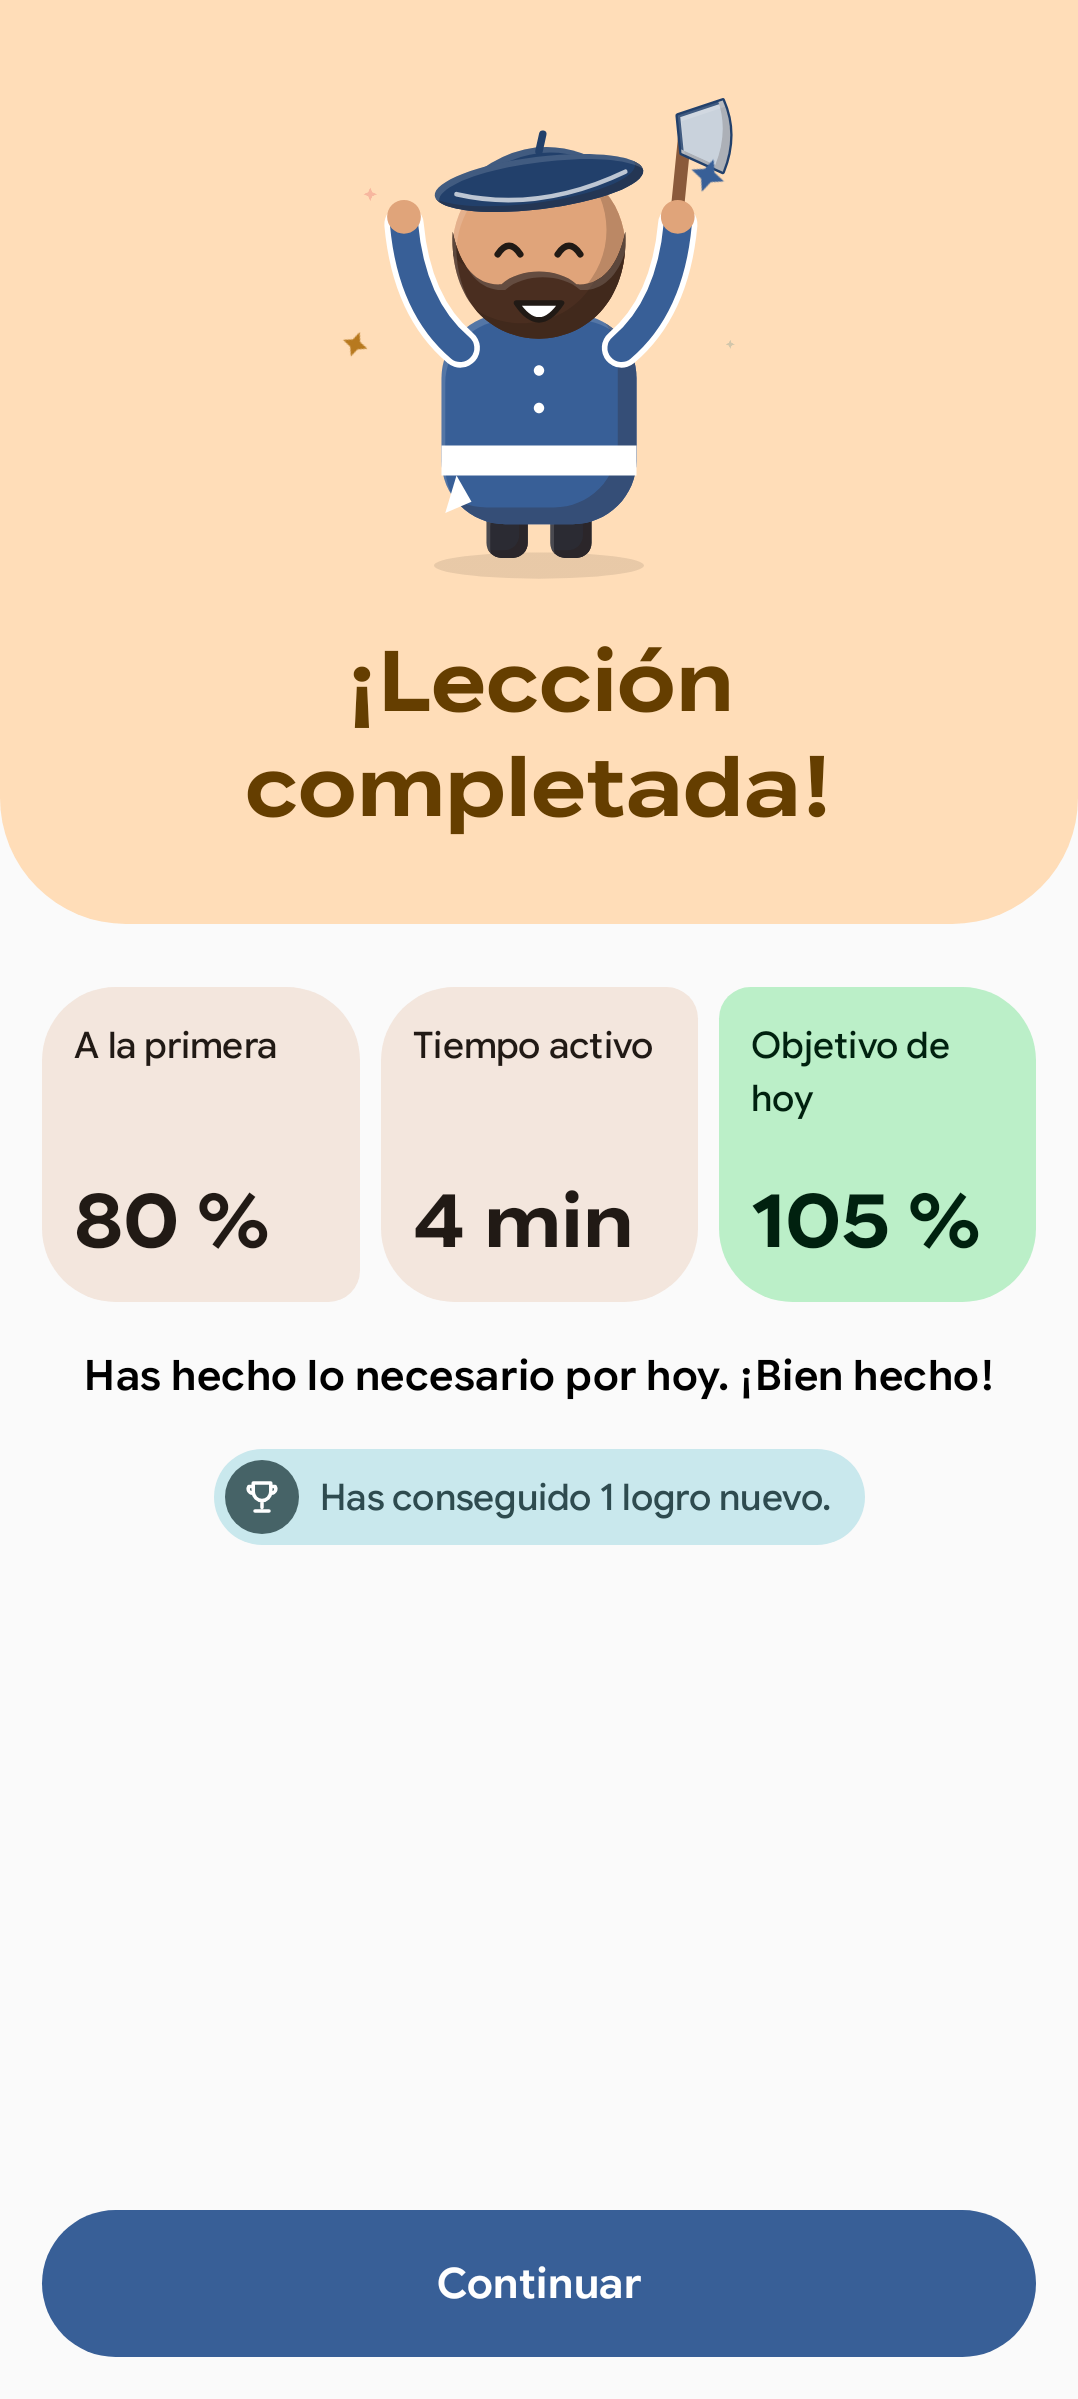 ¡Lección
completada!
A la primera
80 %
Tiempo activo
4 min
Objetivo de
hoy
105 %
Has hecho lo necesario por hoy. ¡Bien hecho!
Has conseguido 1 logro nuevo.
Continuar